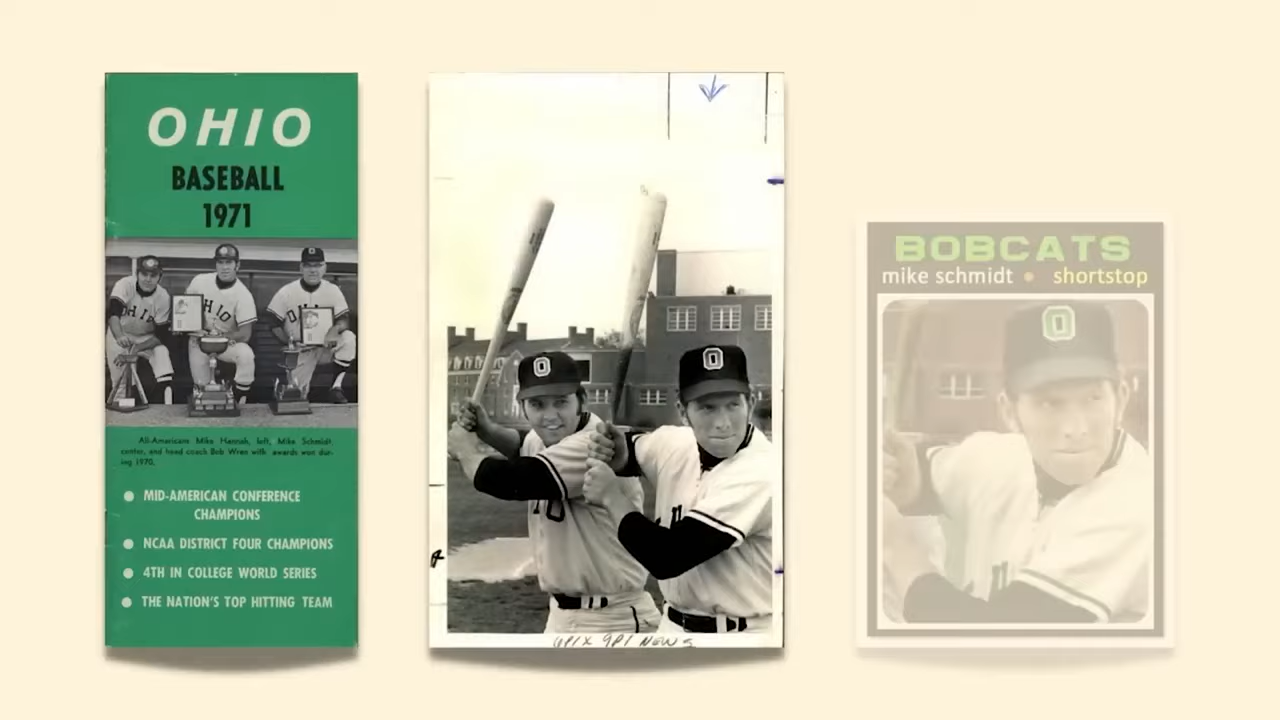 OHIO
BASEBALL
1971
All-Americans Mike Hannah, left, Mike Schmidt,
center, and head coach Bob Wren with awards won dur-
ing 1970.
MID-AMERICAN CONFERENCE
CHAMPIONS
NCAA DISTRICT FOUR CHAMPIONS
4TH IN COLLEGE WORLD SERIES
THE NATION'S TOP HITTING TEAM
O
O
BOBCATS
mike schmidt • shortstop
O